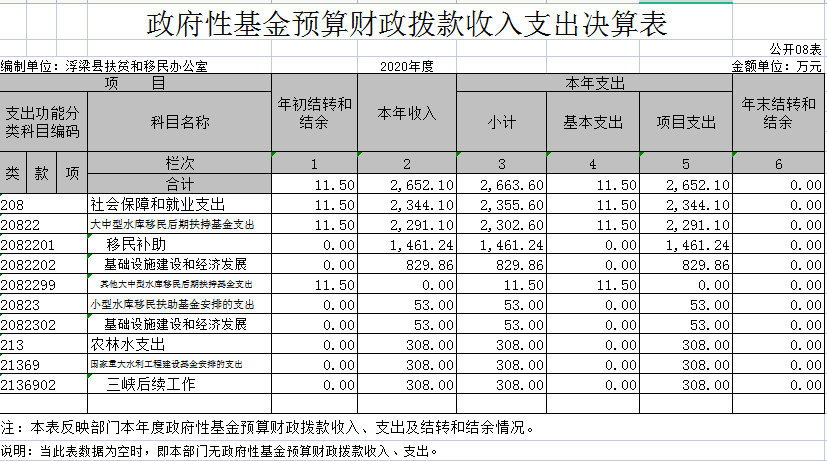 政府性基金预算财政拨款收入支出决算表
公开08表
编制单位：浮梁县扶贫和移民办公室 2020年度 金额单位：万元
项 目 年初结转和结余 本年收入 本年支出 年末结转和结余
支出功能分类科目编码 科目名称 小计 基本支出 项目支出
类 款 项 栏次 1 2 3 4 5 6
合计 11.50 2,652.10 2,663.60 11.50 2,652.10 0.00
208 社会保障和就业支出 11.50 2,344.10 2,355.60 11.50 2,344.10 0.00
20822 大中型水库移民后期扶持基金支出 11.50 2,291.10 2,302.60 11.50 2,291.10 0.00
2082201 移民补助 0.00 1,461.24 1,461.24 0.00 1,461.24 0.00
2082202 基础设施建设和经济发展 0.00 829.86 829.86 0.00 829.86 0.00
2082299 其他大中型水库移民后期扶持基金支出 11.50 0.00 11.50 11.50 0.00 0.00
20823 小型水库移民扶助基金安排的支出 0.00 53.00 53.00 0.00 53.00 0.00
2082302 基础设施建设和经济发展 0.00 53.00 53.00 0.00 53.00 0.00
213 农林水支出 0.00 308.00 308.00 0.00 308.00 0.00
21369 国家重大水利工程建设基金安排的支出 0.00 308.00 308.00 0.00 308.00 0.00
2136902 三峡后续工作 0.00 308.00 308.00 0.00 308.00 0.00
注：本表反映部门本年度政府性基金预算财政拨款收入、支出及结转和结余情况。
说明：当此表数据为空时，即本部门无政府性基金预算财政拨款收入、支出。